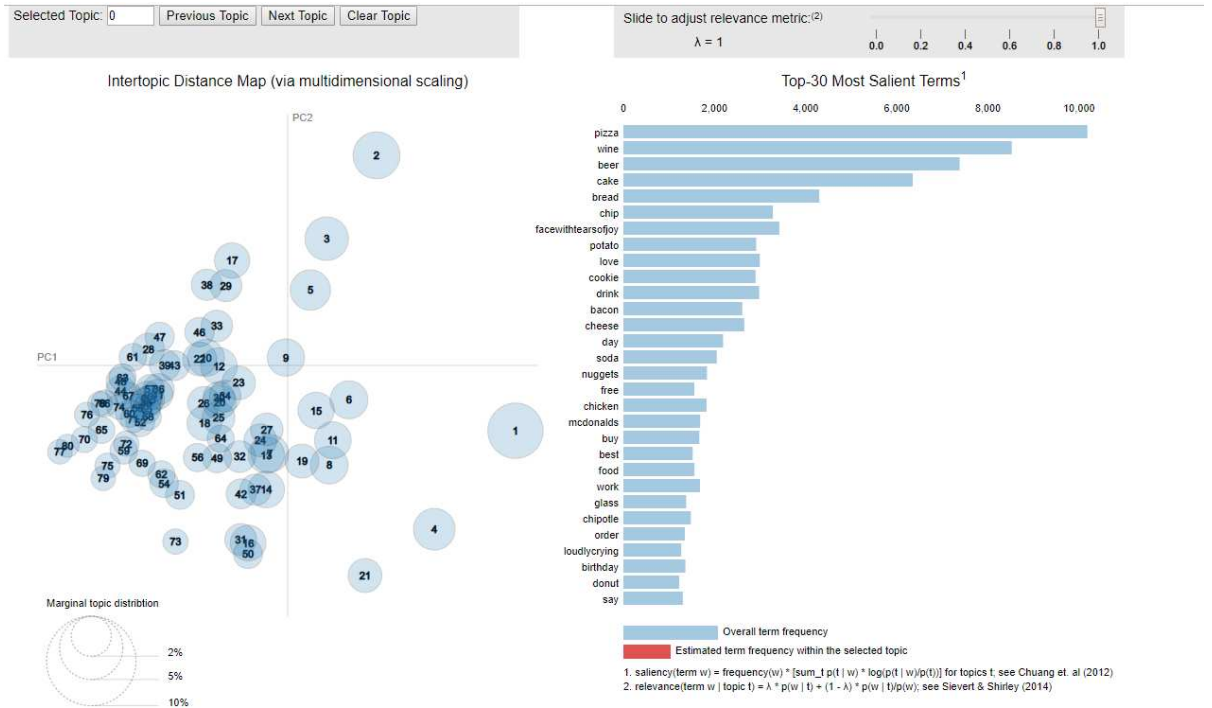 Selected Topic: 0 Previous Topic Next Topic Clear Topic
Slide to adjust relevance metric:(2)
λ = 1
0.0 0.2 0.4 0.6 0.8 1.0
Intertopic Distance Map (via multidimensional scaling)
PC2
PC1
2
3
17
38 29
5
46 33
47
28
61
39 43
22 20
12
9
23
6
15
11
1
26
25
18
64
27
24
13 7
19
8
56 49 32
44
67
74
76
65
52
70
80
77
72
59
75
79
69
62
54
51
42 37 14
4
73
31 16
50
21
Marginal topic distribtion
2%
5%
10%
Top-30 Most Salient Terms1
0 2,000 4,000 6,000 8,000 10,000
pizza
wine
beer
cake
bread
chip
facewithtearsofjoy
potato
love
cookie
drink
bacon
cheese
day
soda
nuggets
free
chicken
mcdonalds
buy
best
food
work
glass
chipotle
order
loudlycrying
birthday
donut
say
Overall term frequency
Estimated term frequency within the selected topic
1. saliency(term w) = frequency(w) * [sum_t p(t | w) * log(p(t | w)/p(t))] for topics t; see Chuang et. al (2012)
2. relevance(term w | topic t) = λ * p(w | t) + (1 - λ) * p(w | t)/p(w); see Sievert & Shirley (2014)